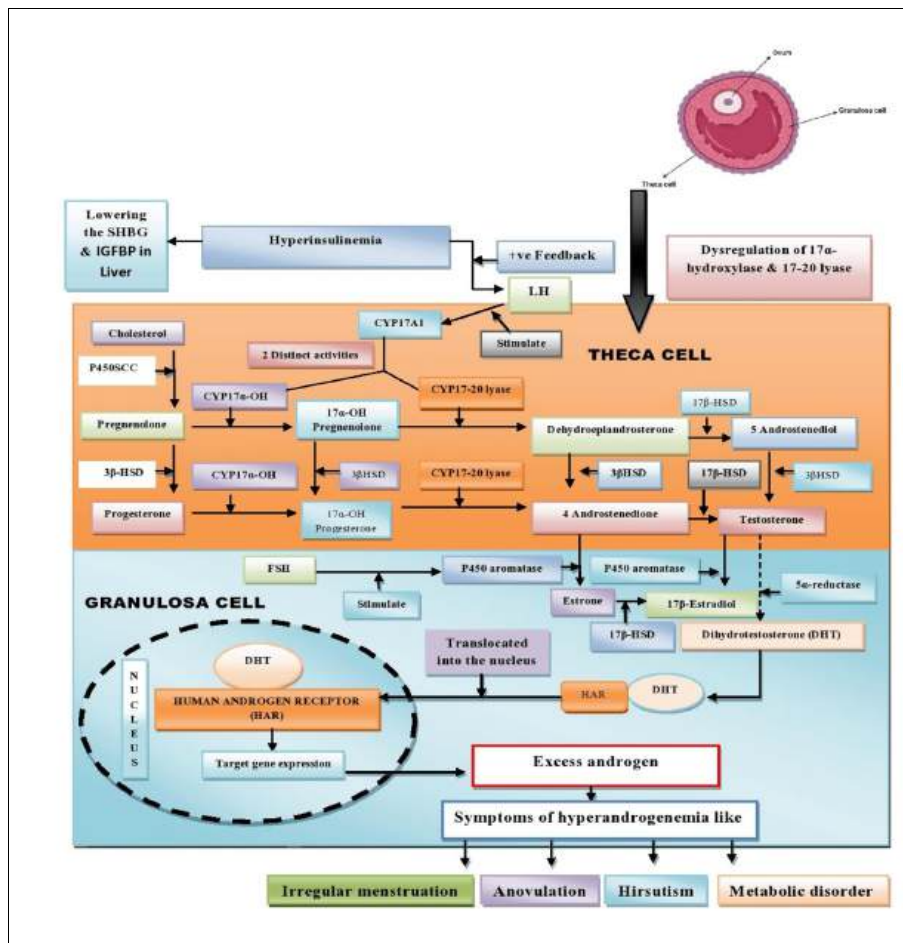 Ovum
Granulosa cell
Theca cell
Lowering
the SHBG
& IGFBP in
Liver
Hyperinsulinemia
+ve Feedback
LH
Dysregulation of 17α-
hydroxylase & 17-20 lyase
CYP17A1
Stimulate
Cholesterol
2 Distinct activities
THECA CELL
P450SCC
CYP17α-OH
CYP17-20 lyase
17β-HSD
Pregnenolone
17α-OH
Pregnenolone
Dehydroepiandrosterone
5 Androstenediol
3β-HSD
CYP17α-OH
3βHSD
CYP17-20 lyase
3βHSD
17β-HSD
3βHSD
Progesterone
17α-OH
Progesterone
4 Androstenedione
Testosterone
FSH
P450 aromatase
P450 aromatase
5α-reductase
Stimulate
GRANULOSA CELL
Estrone
17β-Estradiol
17β-HSD
Dihydrotestosterone (DHT)
Translocated
into the nucleus
DHT
NUCLEUS
HUMAN ANDROGEN RECEPTOR
(HAR)
HAR
DHT
Target gene expression
Excess androgen
Symptoms of hyperandrogenemia like
Irregular menstruation
Anovulation
Hirsutism
Metabolic disorder